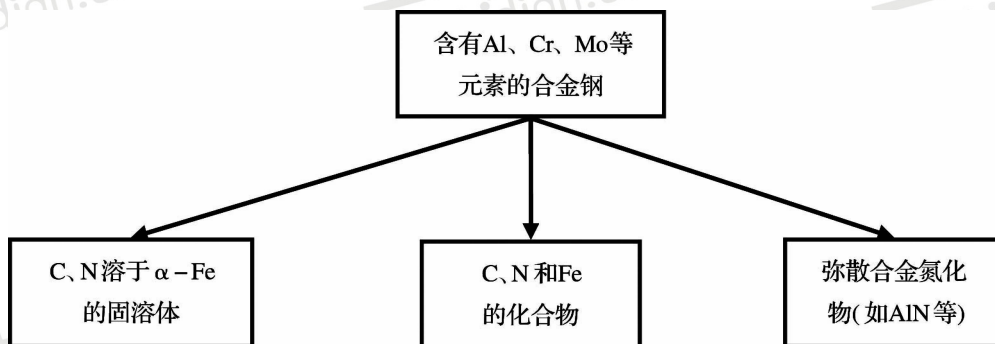 含有Al、Cr、Mo等
元素的合金钢
C、N溶于α-Fe
的固溶体
C、N和Fe
的化合物
弥散合金氮化
物(如AlN等)